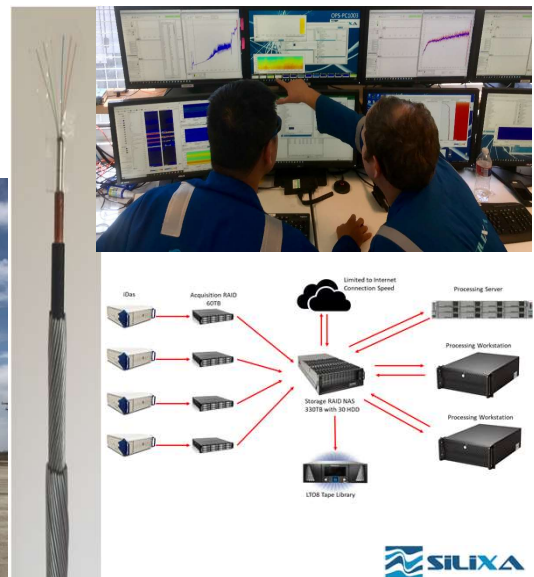 OPS-PC1003
iDas
Acquisition RAID
60TB
Limited to Internet
Connection Speed
Processing Server
Processing Workstation
Storage RAID NAS
330TB with 30 HDD
Processing Workstation
LTO8 Tape Library
SILIXA